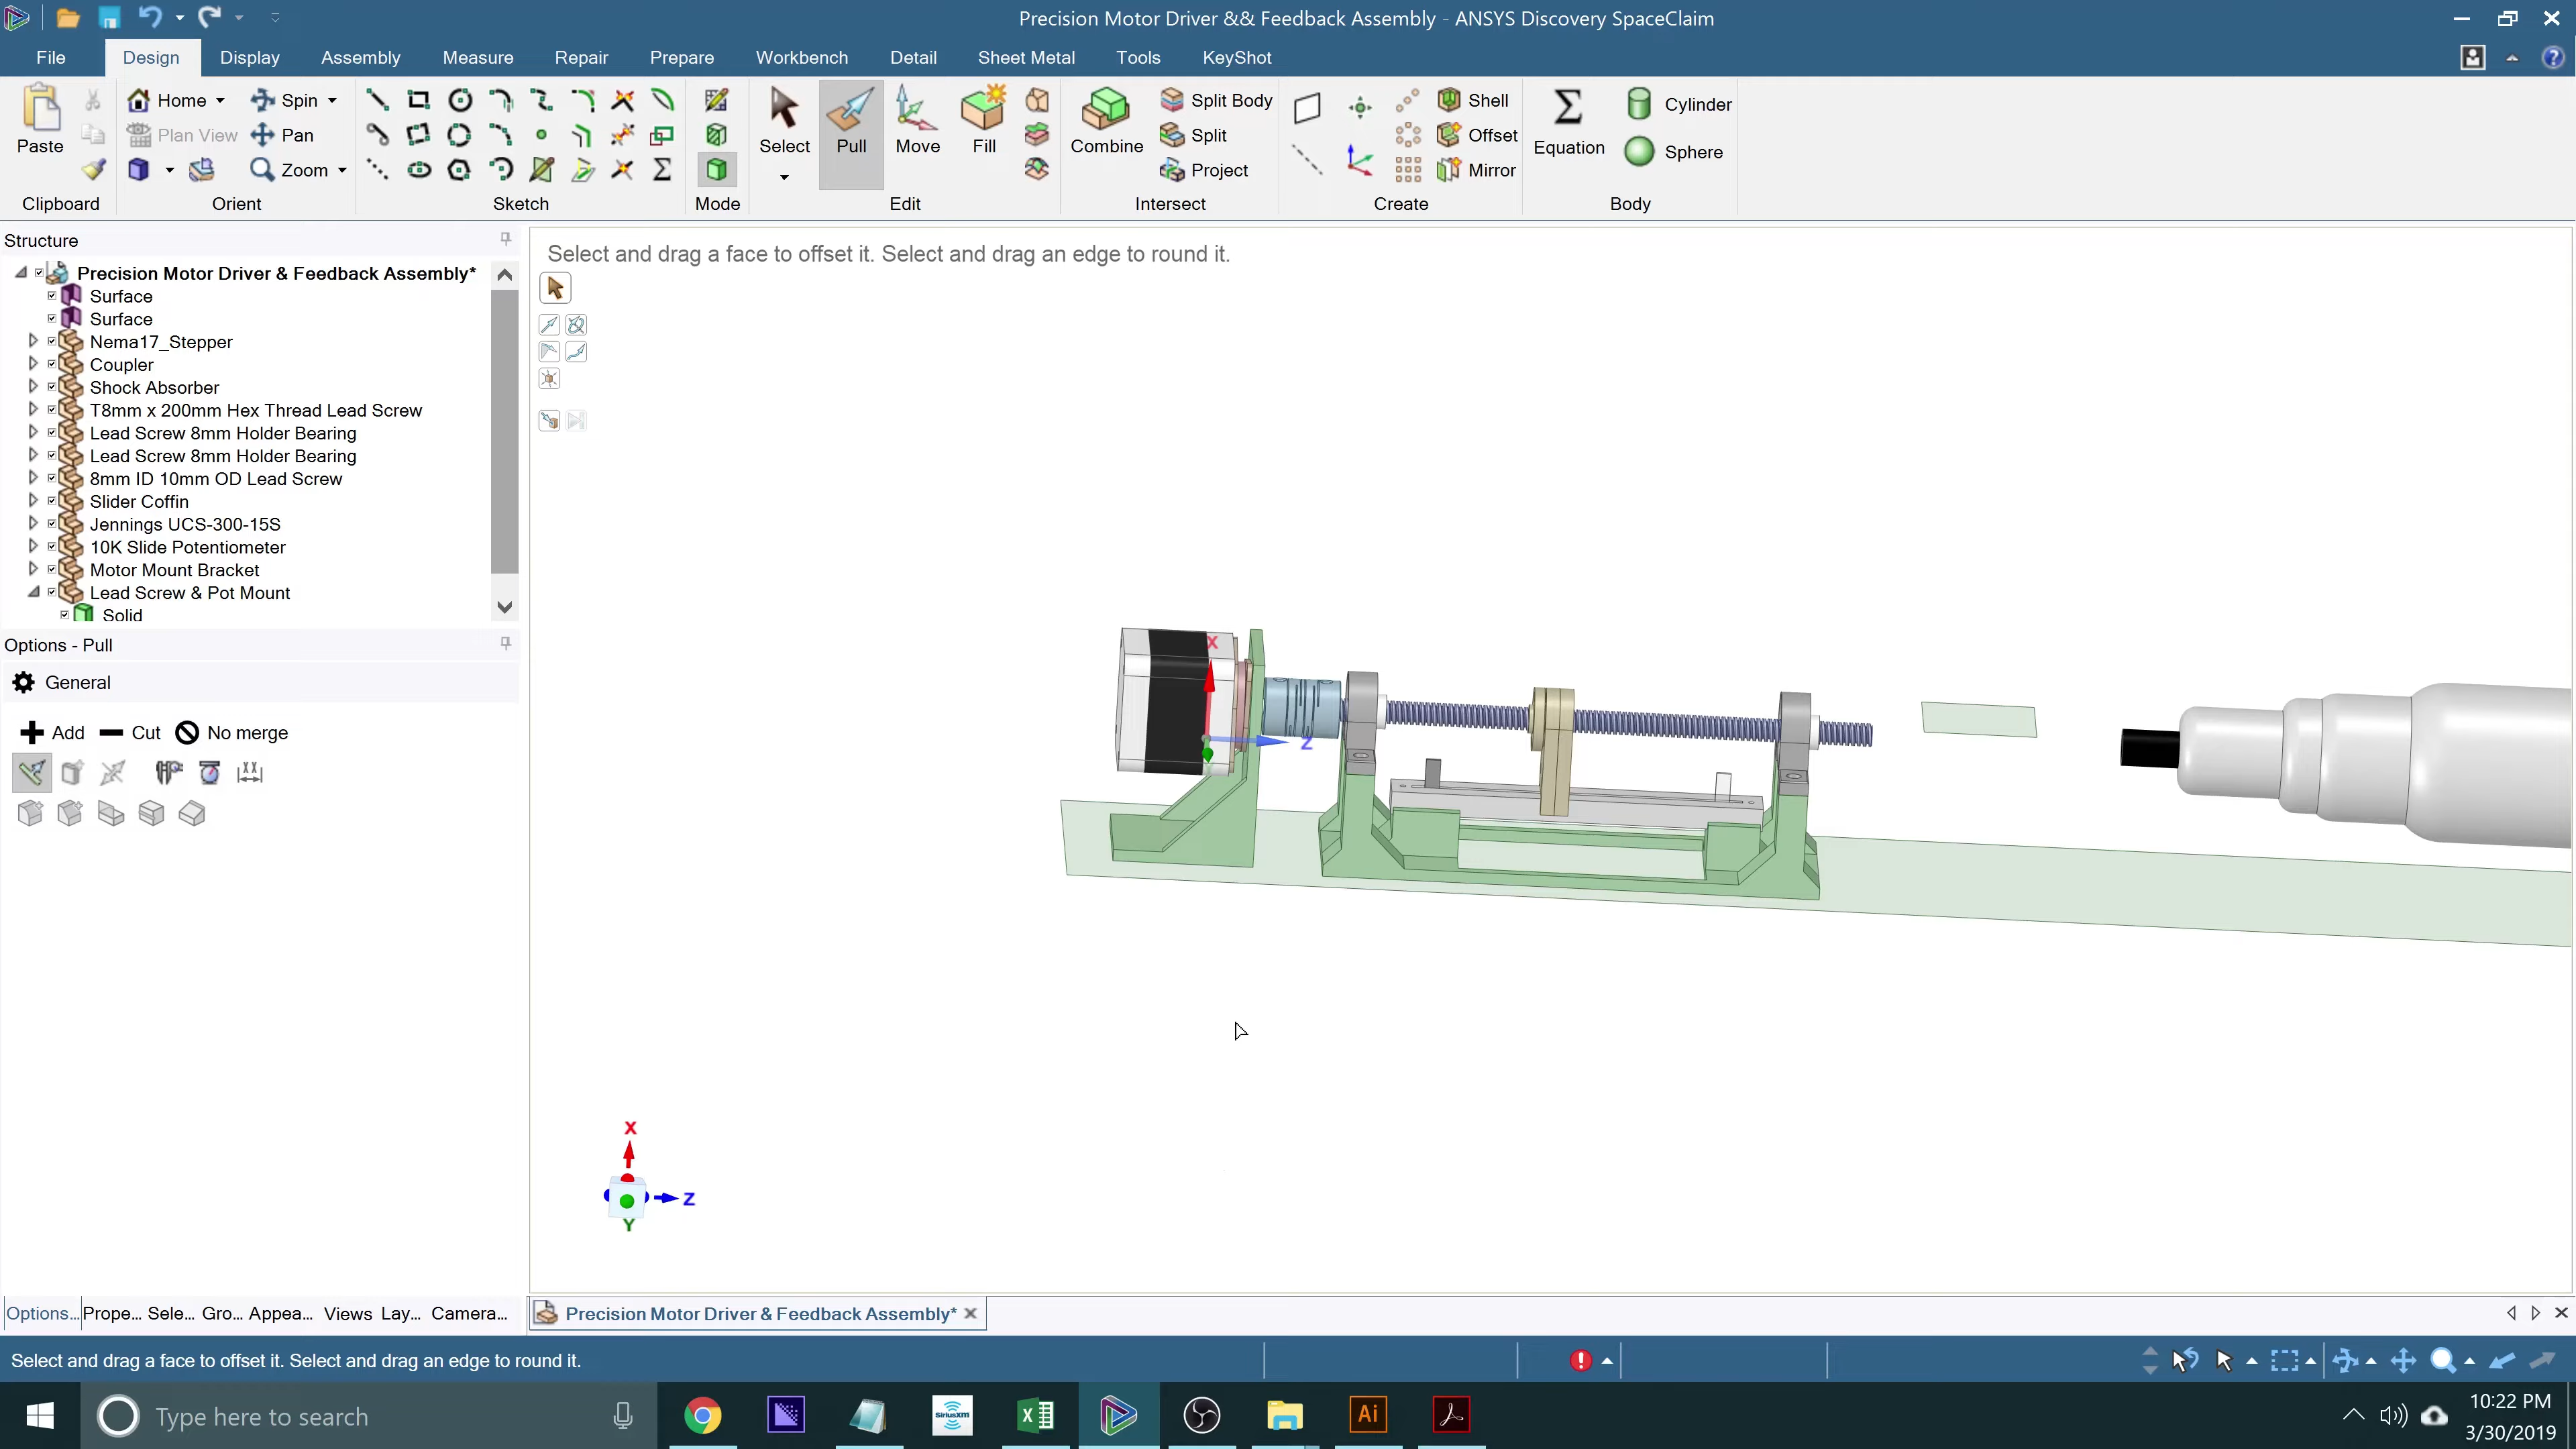 Precision Motor Driver && Feedback Assembly - ANSYS Discovery SpaceClaim
File Design Display Assembly Measure Repair Prepare Workbench Detail Sheet Metal Tools KeyShot
Home Spin Shell Cylinder
Plan View Pan Split Body
Paste Select Pull Move Fill Combine Split Offset Equation
Zoom Project Mirror Sphere
Clipboard Orient Sketch Mode Edit Intersect Create Body
Structure
Precision Motor Driver & Feedback Assembly*
Surface
Surface
Nema17_Stepper
Coupler
Shock Absorber
T8mm x 200mm Hex Thread Lead Screw
Lead Screw 8mm Holder Bearing
Lead Screw 8mm Holder Bearing
8mm ID 10mm OD Lead Screw
Slider Coffin
Jennings UCS-300-15S
10K Slide Potentiometer
Motor Mount Bracket
Lead Screw & Pot Mount
Solid
Options - Pull
General
Add Cut No merge
Select and drag a face to offset it. Select and drag an edge to round it.
X
Z
X
Z
Y
Options... Prope... Sele... Gro... Appea... Views Lay... Camera...
Precision Motor Driver & Feedback Assembly*
Select and drag a face to offset it. Select and drag an edge to round it.
Type here to search
SiriusXM
Ai
10:22 PM
3/30/2019